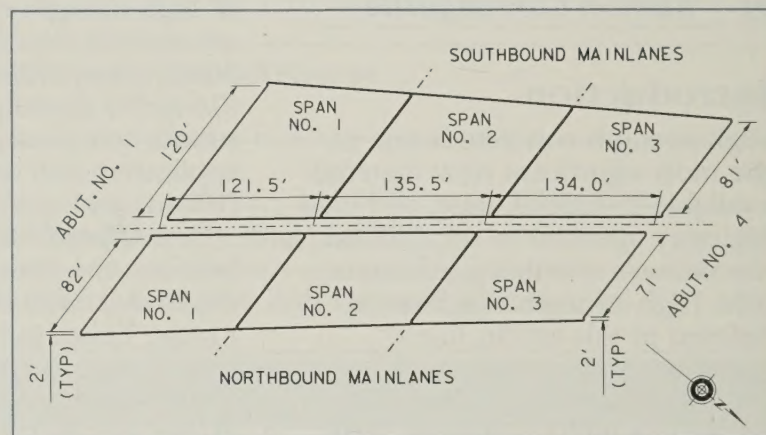 SOUTHBOUND MAINLANES
SPAN
NO. 1
SPAN
NO. 2
SPAN
NO. 3
120'
ABUT. NO. 1
121.5'
135.5'
134.0'
81'
ABUT. NO. 4
82'
SPAN
NO. 1
SPAN
NO. 2
SPAN
NO. 3
71'
2'
(TYP)
2'
(TYP)
NORTHBOUND MAINLANES
N